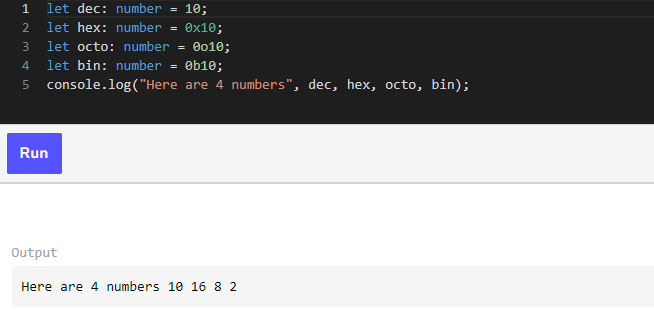 1 let dec: number = 10;
2 let hex: number = 0x10;
3 let octo: number = 0o10;
4 let bin: number = 0b10;
5 console.log("Here are 4 numbers", dec, hex, octo, bin);
Run
Output
Here are 4 numbers 10 16 8 2